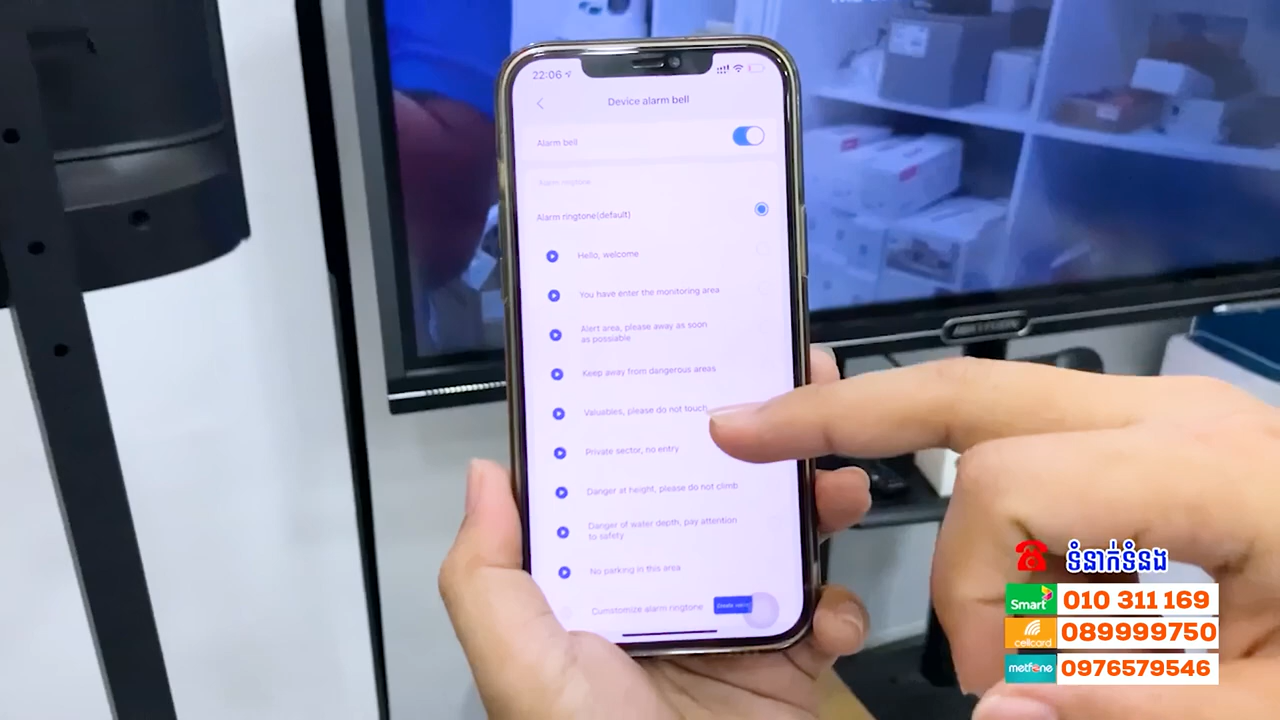 22:06
Device alarm bell
Alarm bell
Alarm ringtone
Alarm ringtone(default)
Hello, welcome
You have enter the monitoring area
Alert area, please away as soon
as possiable
Keep away from dangerous areas
Valuables, please do not touch
Private sector, no entry
Danger at height, please do not climb
Danger of water depth, pay attention
to safety
No parking in this area
Cumstomize alarm ringtone
ទំនាក់ទំនង
Smart 010 311 169
cellcard 089999750
metfone 0976579546